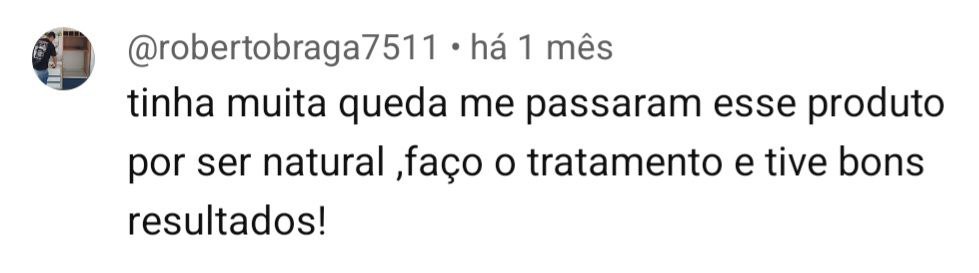 @robertobraga7511 • há 1 mês
tinha muita queda me passaram esse produto
por ser natural ,faço o tratamento e tive bons
resultados!